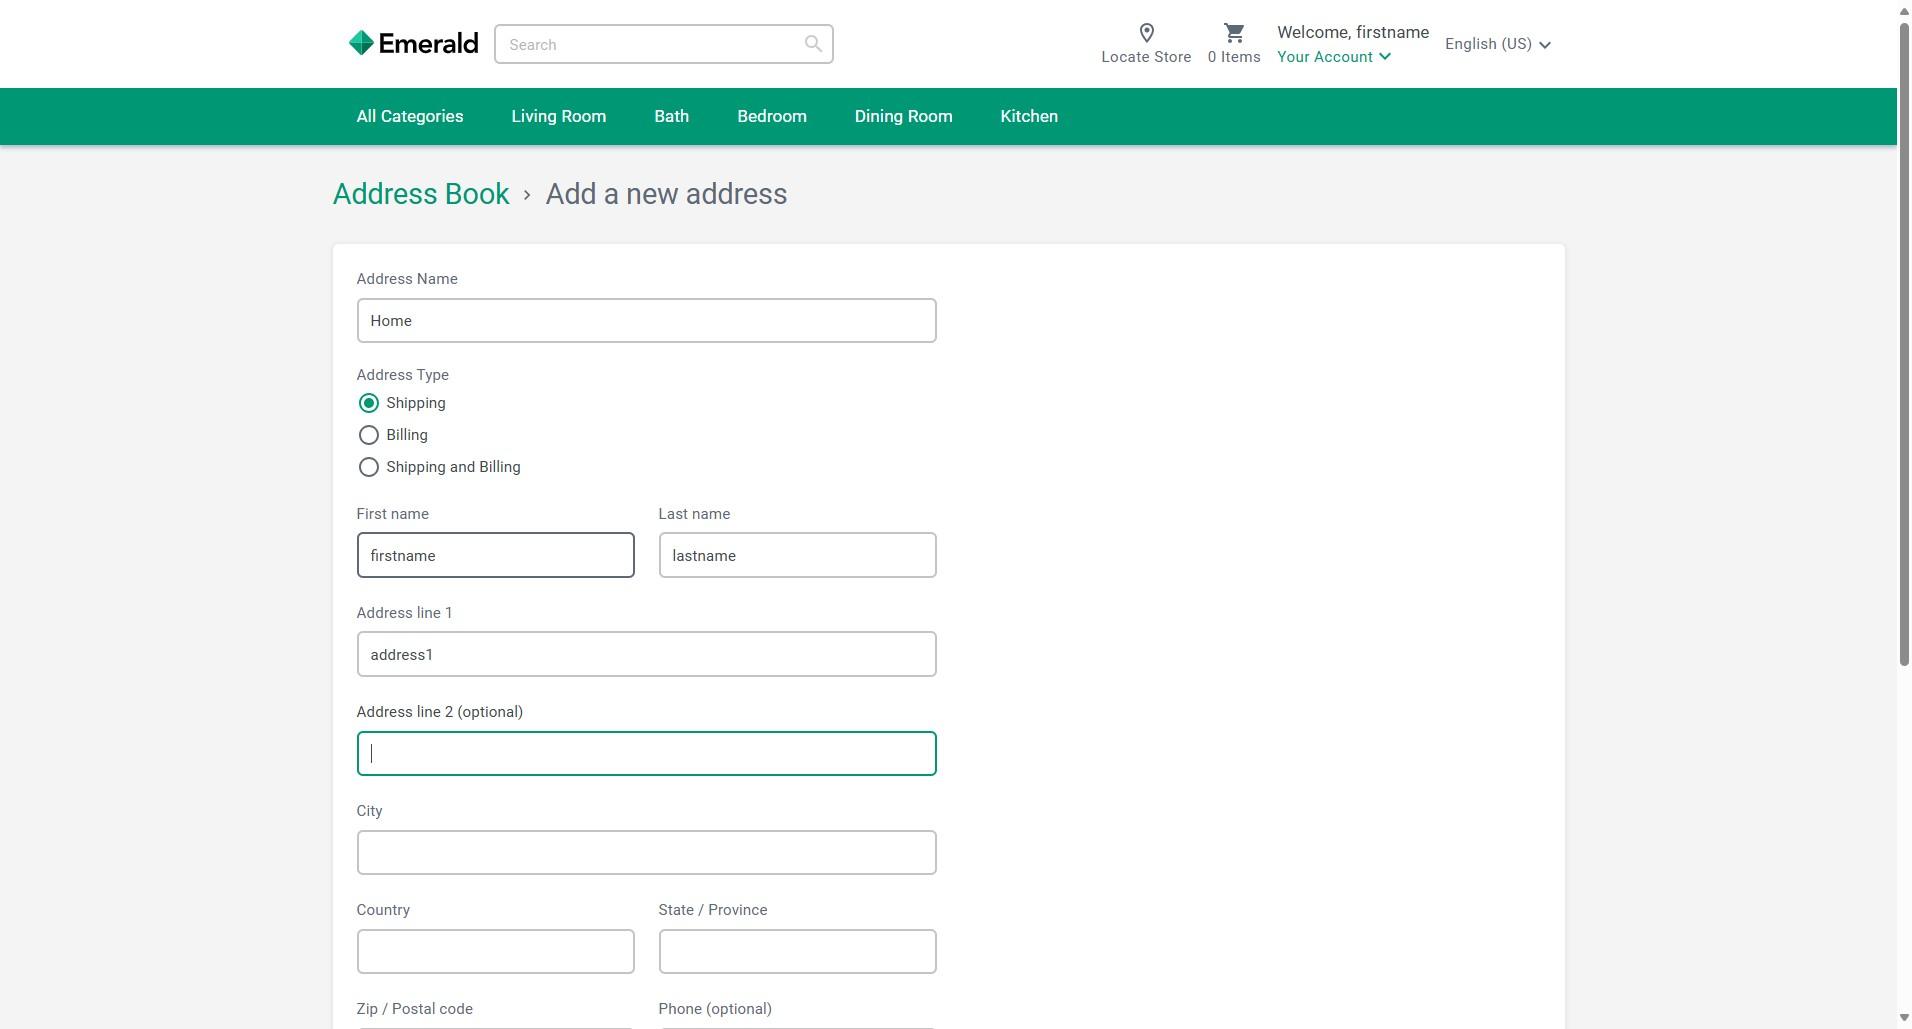 Emerald
Search
Locate Store
0 Items
Welcome, firstname
Your Account
English (US)
All Categories
Living Room
Bath
Bedroom
Dining Room
Kitchen
Address Book › Add a new address
Address Name
Home
Address Type
Shipping
Billing
Shipping and Billing
First name
Last name
firstname
lastname
Address line 1
address1
Address line 2 (optional)
City
Country
State / Province
Zip / Postal code
Phone (optional)